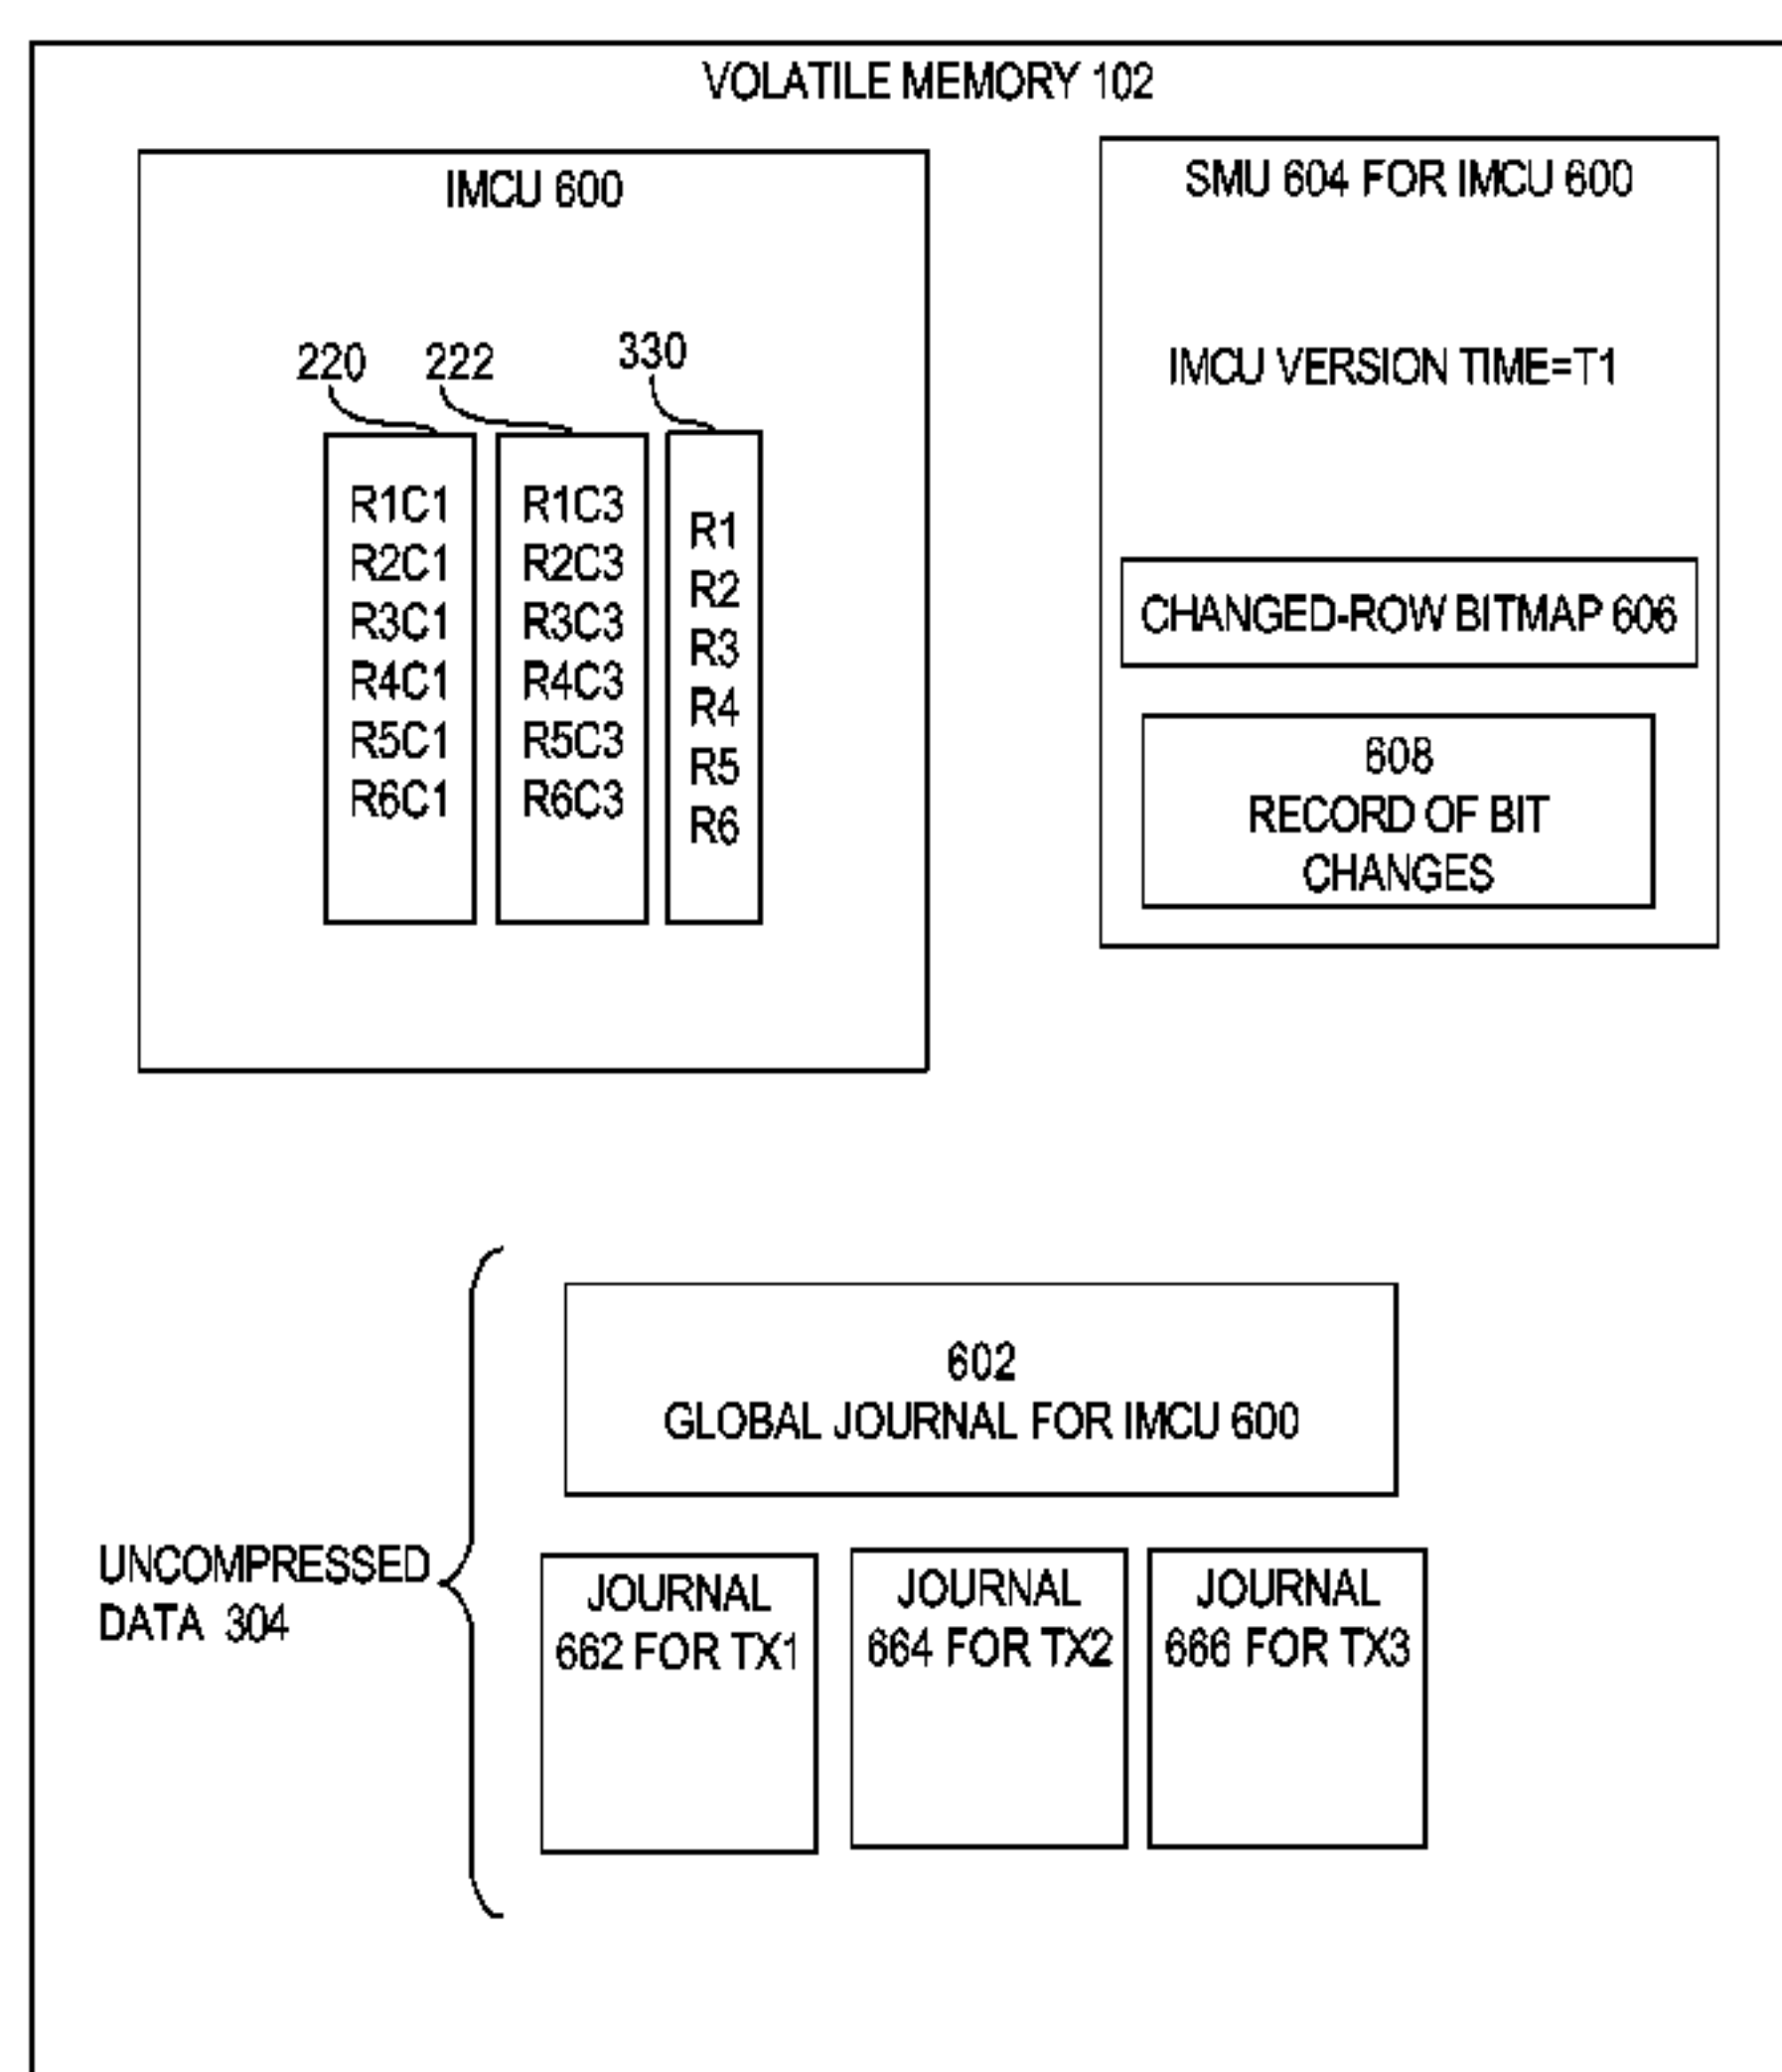 VOLATILE MEMORY 102
IMCU 600
220
222
330
R1C1
R2C1
R3C1
R4C1
R5C1
R6C1
R1C3
R2C3
R3C3
R4C3
R5C3
R6C3
R1
R2
R3
R4
R5
R6
SMU 604 FOR IMCU 600
IMCU VERSION TIME=T1
CHANGED-ROW BITMAP 606
608
RECORD OF BIT
CHANGES
UNCOMPRESSED
DATA 304
602
GLOBAL JOURNAL FOR IMCU 600
JOURNAL
662 FOR TX1
JOURNAL
664 FOR TX2
JOURNAL
666 FOR TX3